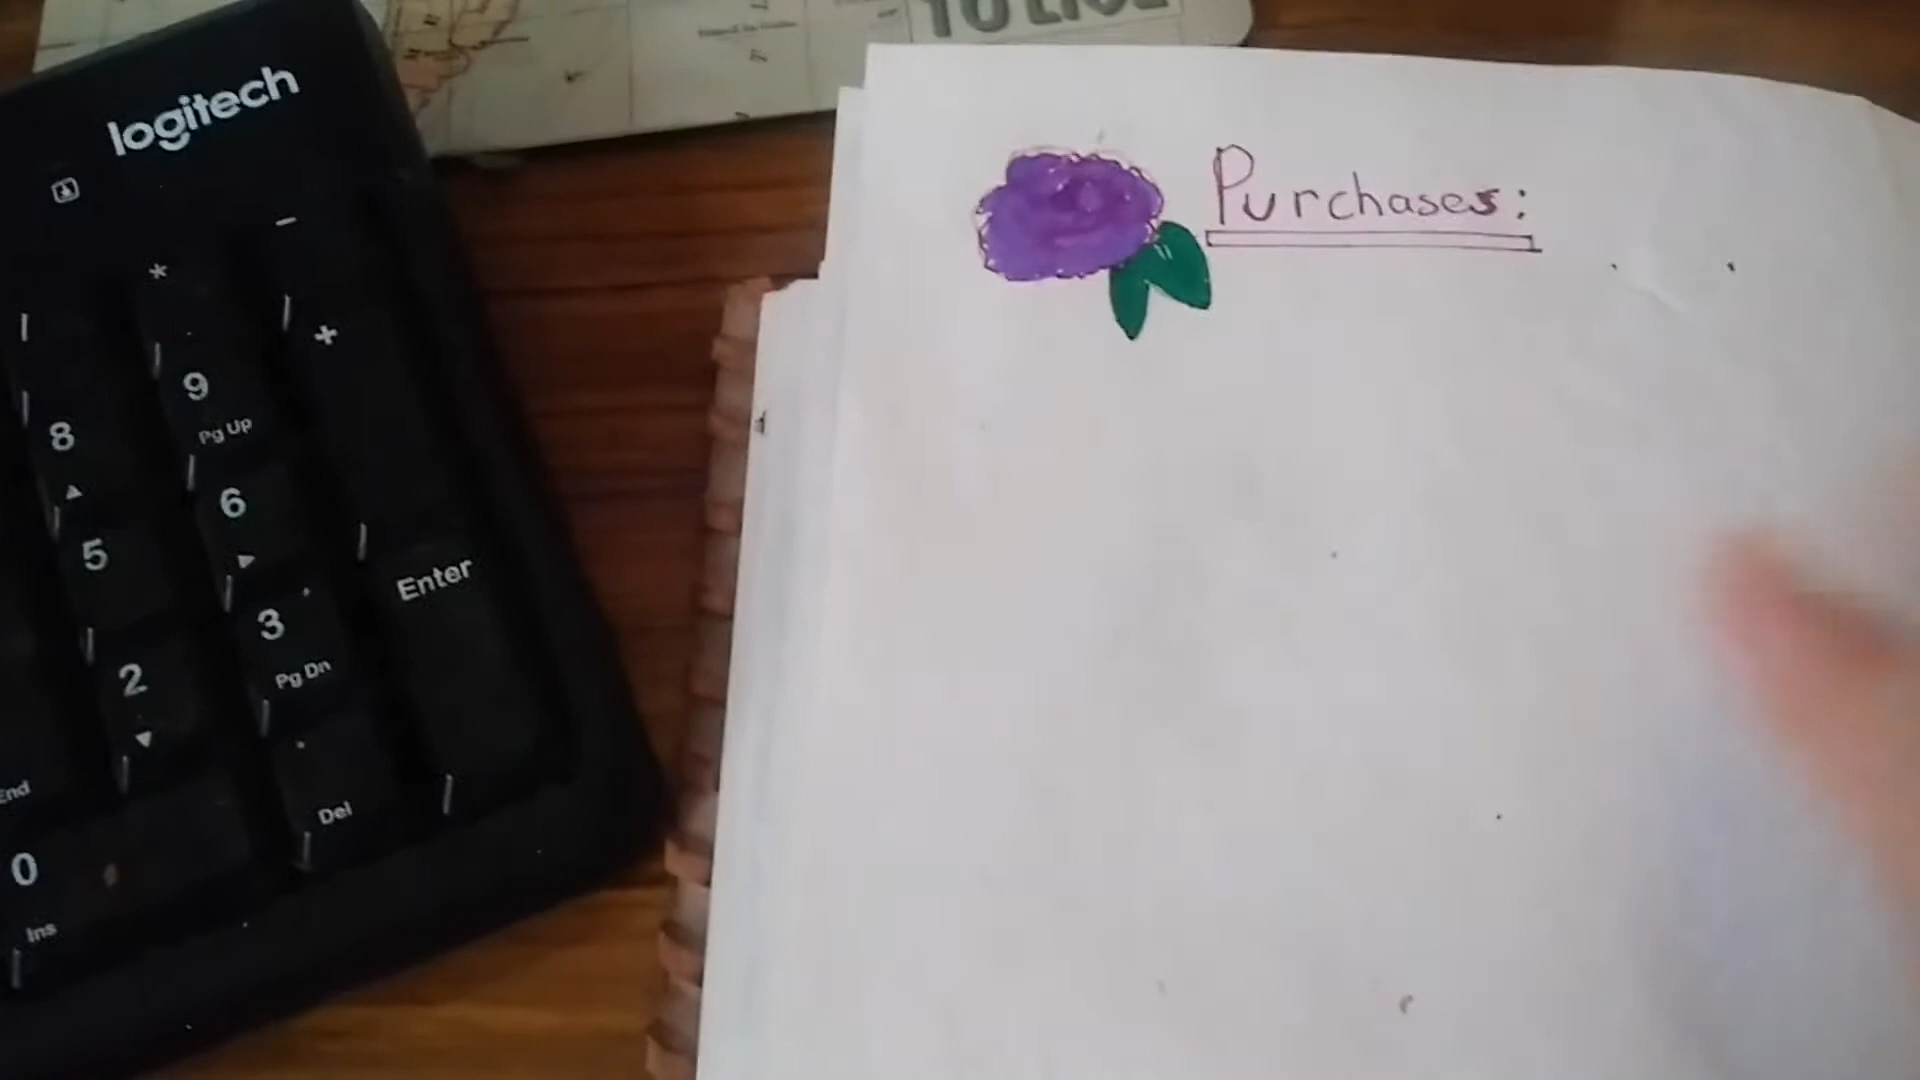 logitech
Purchases:
-
*
+
9
Pg Up
8
6
5
Enter
3
Pg Dn
2
End
.
Del
0
Ins